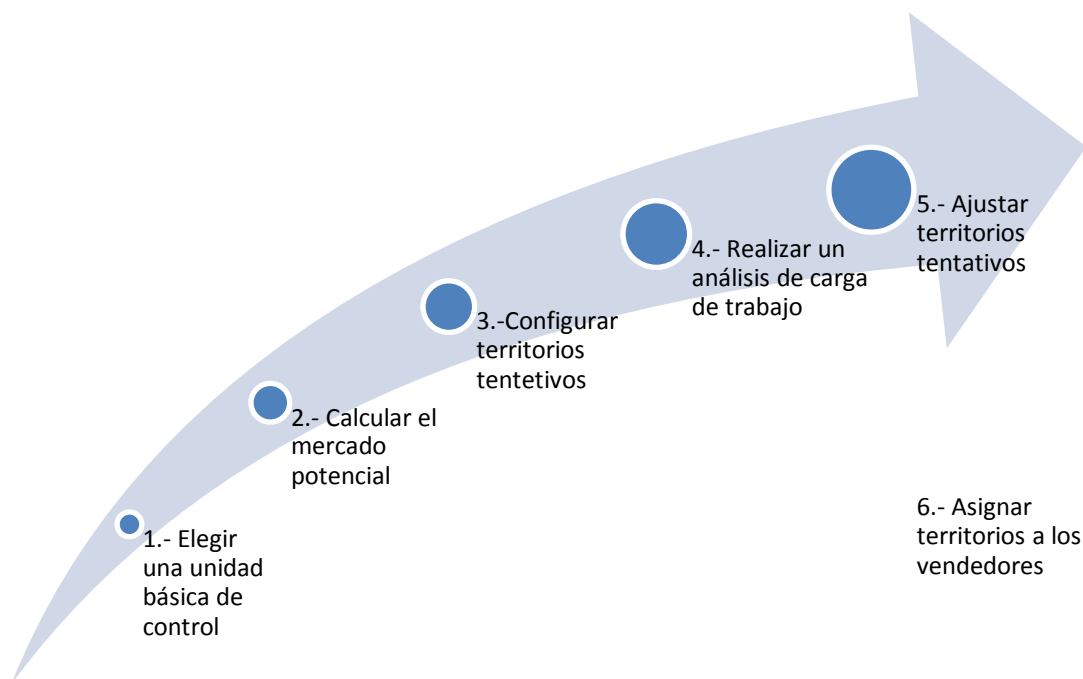 1.- Elegir
una unidad
básica de
control
2.- Calcular el
mercado
potencial
3.-Configurar
territorios
tentetivos
4.- Realizar un
análisis de carga
de trabajo
5.- Ajustar
territorios
tentativos
6.- Asignar
territorios a los
vendedores